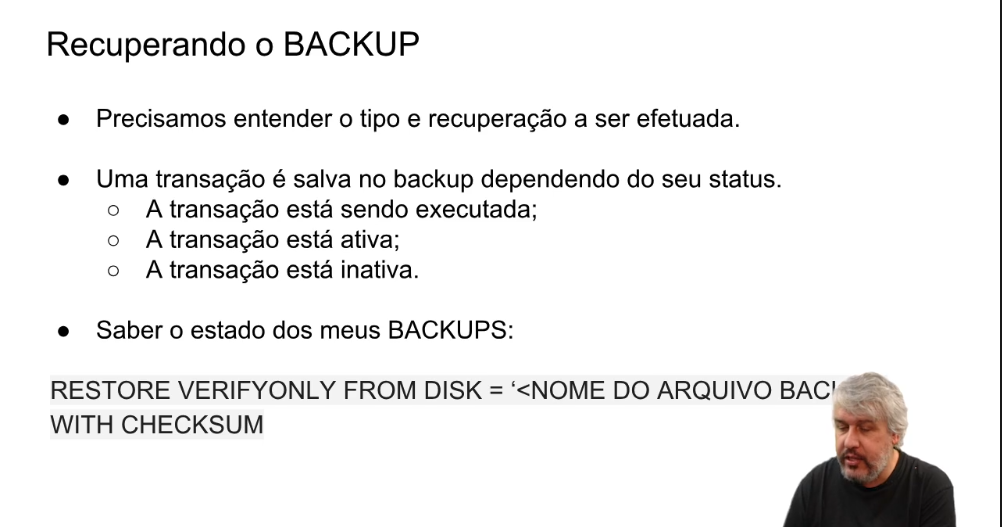 Recuperando o BACKUP
● Precisamos entender o tipo e recuperação a ser efetuada.
● Uma transação é salva no backup dependendo do seu status.
○ A transação está sendo executada;
○ A transação está ativa;
○ A transação está inativa.
● Saber o estado dos meus BACKUPS:
RESTORE VERIFYONLY FROM DISK = ‘<NOME DO ARQUIVO
WITH CHECKSUM